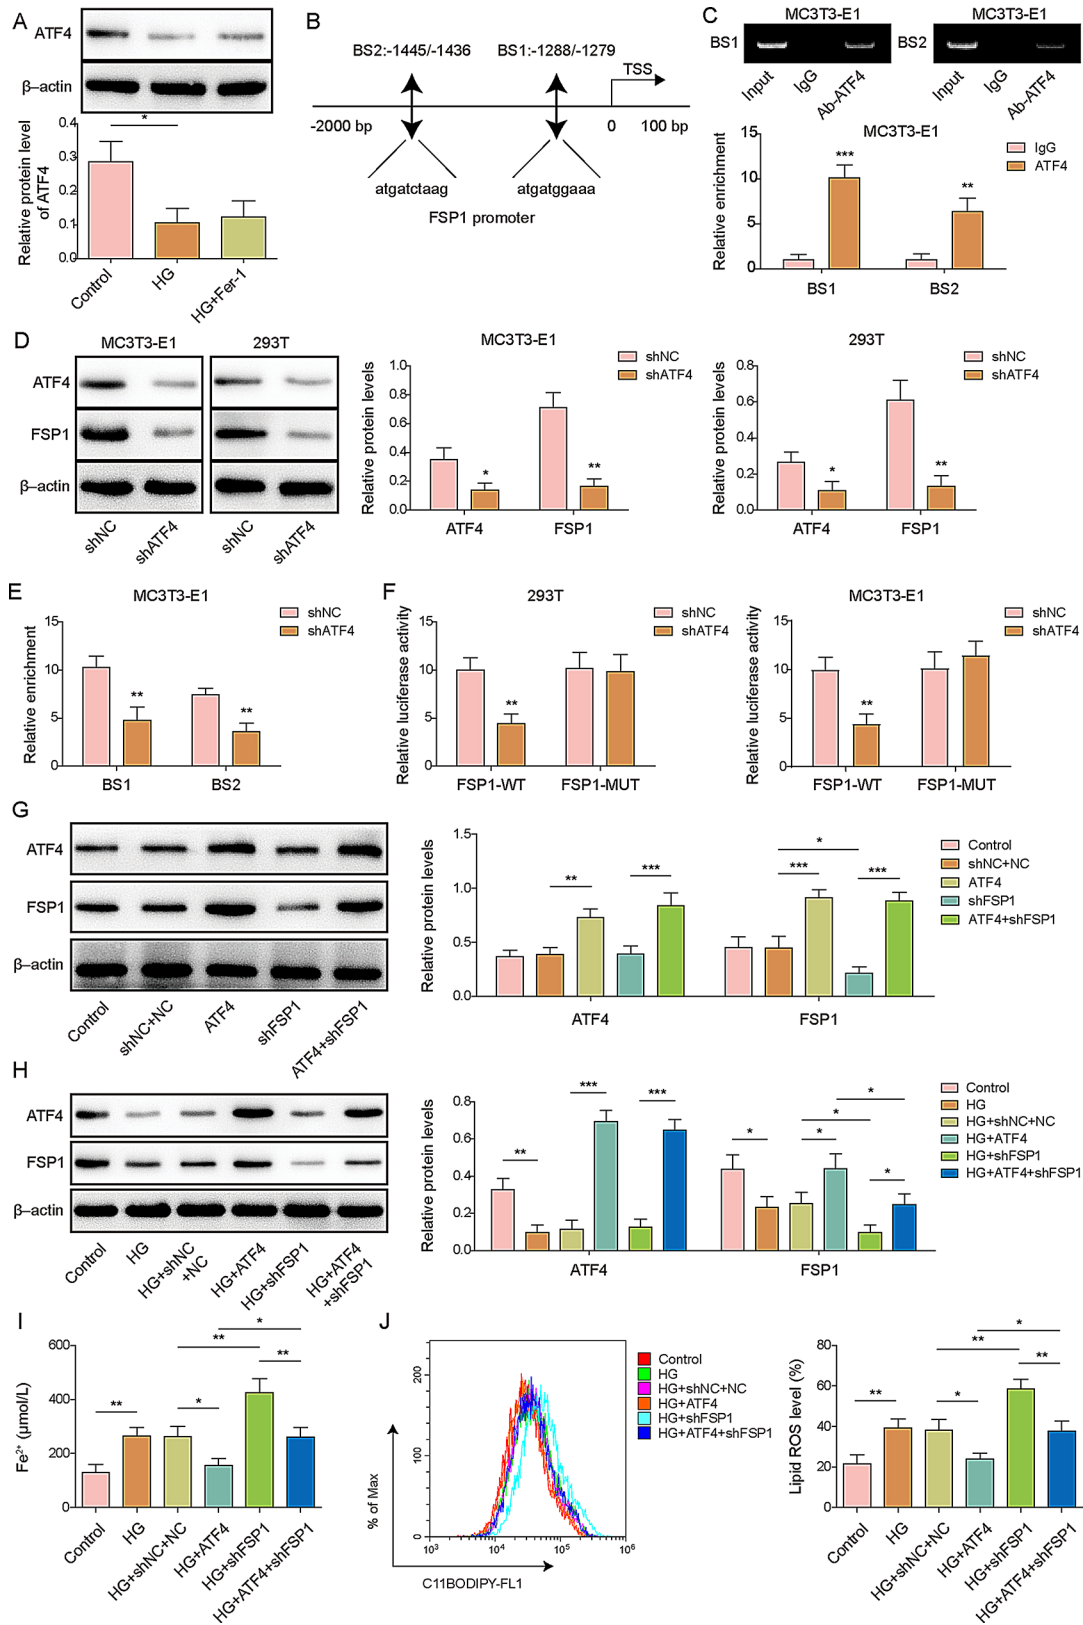 A
ATF4
β–actin
Relative protein level
of ATF4
0.4
0.3
0.2
0.1
0.0
*
Control
HG
HG+Fer-1
B
BS2:-1445/-1436
BS1:-1288/-1279
TSS
-2000 bp
0
100 bp
atgatctaag
atgatggaaa
FSP1 promoter
C
MC3T3-E1
MC3T3-E1
BS1
BS2
Input
IgG
Ab-ATF4
Input
IgG
Ab-ATF4
MC3T3-E1
Relative enrichment
15
10
5
0
***
**
IgG
ATF4
BS1
BS2
D
MC3T3-E1
293T
ATF4
FSP1
β–actin
shNC
shATF4
shNC
shATF4
MC3T3-E1
Relative protein levels
1.0
0.8
0.6
0.4
0.2
0.0
*
**
shNC
shATF4
ATF4
FSP1
293T
Relative protein levels
0.8
0.6
0.4
0.2
0.0
*
**
shNC
shATF4
ATF4
FSP1
E
MC3T3-E1
Relative enrichment
15
10
5
0
**
**
shNC
shATF4
BS1
BS2
F
293T
Relative luciferase activity
15
10
5
0
**
shNC
shATF4
FSP1-WT
FSP1-MUT
MC3T3-E1
Relative luciferase activity
15
10
5
0
**
shNC
shATF4
FSP1-WT
FSP1-MUT
G
ATF4
FSP1
β–actin
Control
shNC+NC
ATF4
shFSP1
ATF4+shFSP1
Relative protein levels
1.5
1.0
0.5
0.0
**
***
*
***
***
Control
shNC+NC
ATF4
shFSP1
ATF4+shFSP1
ATF4
FSP1
H
ATF4
FSP1
β–actin
Control
HG
HG+shNC
+NC
HG+ATF4
HG+shFSP1
HG+ATF4
+shFSP1
Relative protein levels
0.8
0.6
0.4
0.2
0.0
**
***
***
*
*
*
*
*
Control
HG
HG+shNC+NC
HG+ATF4
HG+shFSP1
HG+ATF4+shFSP1
ATF4
FSP1
I
Fe²⁺ (μmol/L)
600
400
200
0
**
*
**
*
**
Control
HG
HG+shNC+NC
HG+ATF4
HG+shFSP1
HG+ATF4+shFSP1
J
% of Max
200
100
0
10³
10⁴
10⁵
10⁶
C11BODIPY-FL1
Control
HG
HG+shNC+NC
HG+ATF4
HG+shFSP1
HG+ATF4+shFSP1
Lipid ROS level (%)
80
60
40
20
0
**
*
**
*
**
Control
HG
HG+shNC+NC
HG+ATF4
HG+shFSP1
HG+ATF4+shFSP1